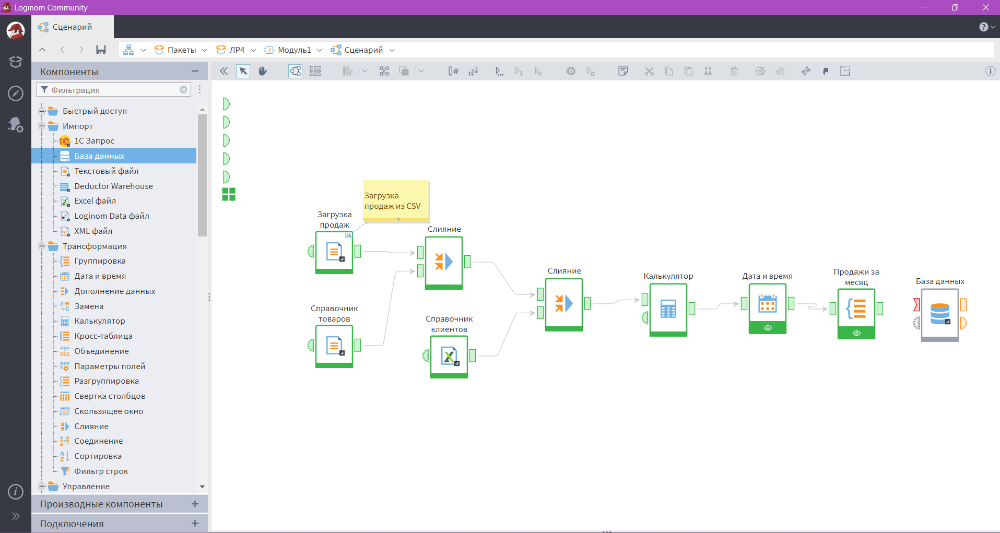 Loginom Community
Сценарий
Пакеты
ЛР4
Модуль1
Сценарий
Компоненты
Фильтрация
Быстрый доступ
Импорт
1С Запрос
База данных
Текстовый файл
Deductor Warehouse
Excel файл
Loginom Data файл
XML файл
Трансформация
Группировка
Дата и время
Дополнение данных
Замена
Калькулятор
Кросс-таблица
Объединение
Параметры полей
Разгруппировка
Свертка столбцов
Скользящее окно
Слияние
Соединение
Сортировка
Фильтр строк
Управление
Производные компоненты
Подключения
Загрузка
продаж из CSV
Загрузка
продаж
Слияние
Справочник
товаров
Справочник
клиентов
Слияние
Калькулятор
Дата и время
Продажи за
месяц
База данных